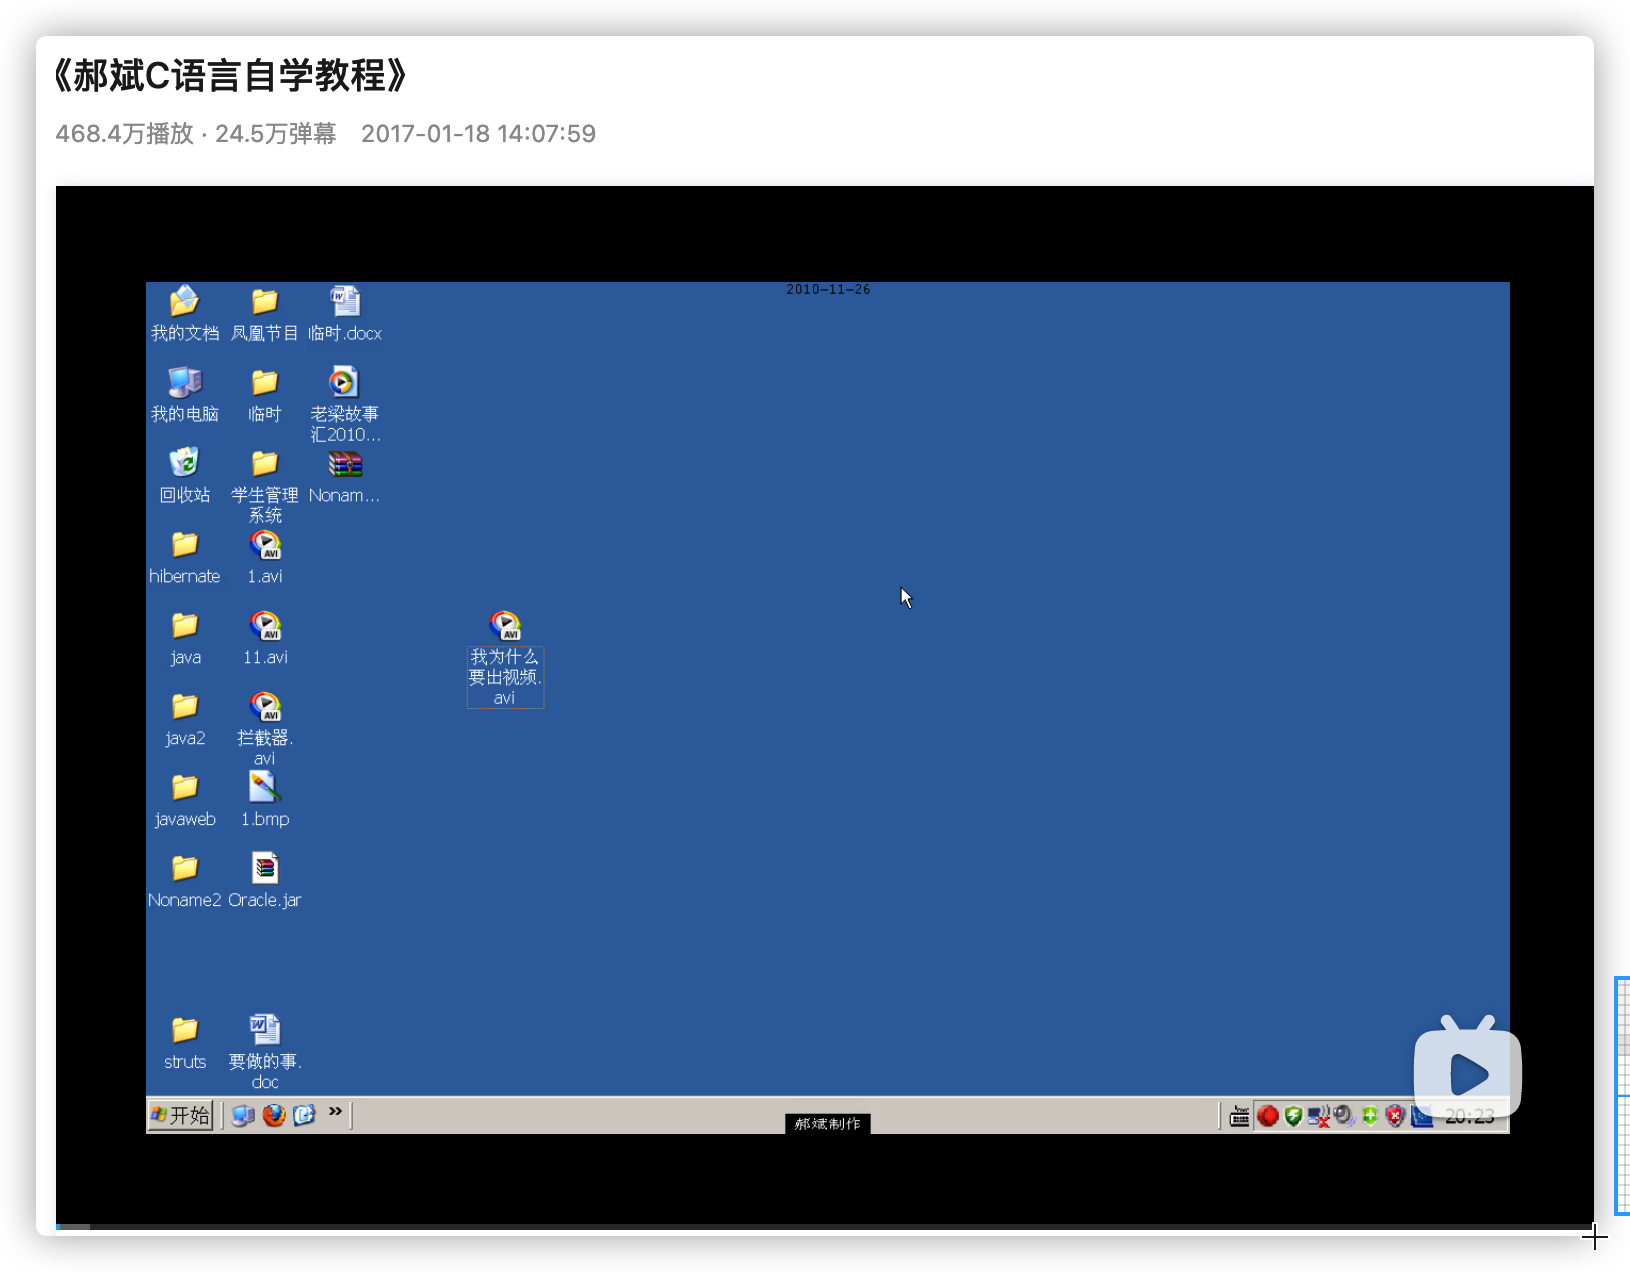 《郝斌C语言自学教程》
468.4万播放 · 24.5万弹幕 2017-01-18 14:07:59
2010-11-26
我的文档 凤凰节目 临时.docx
我的电脑 临时 老梁故事
汇2010...
回收站 学生管理 Nonam...
系统
hibernate 1.avi
java 11.avi 我为什么
要出视频.
avi
java2 拦截器.
avi
javaweb 1.bmp
Noname2 Oracle.jar
struts 要做的事.
doc
开始 » 20:23
郝斌制作